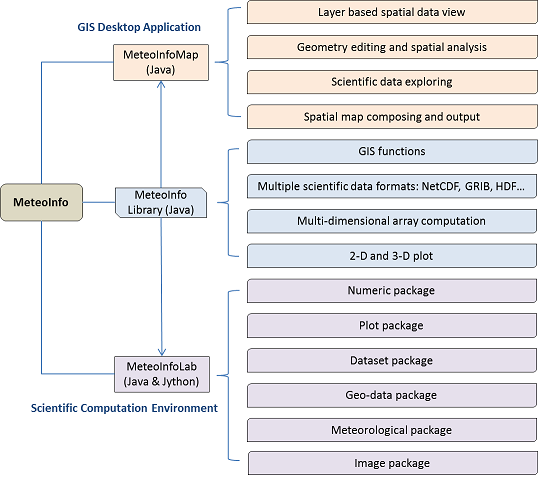 GIS Desktop Application
MeteoInfoMap
(Java)
Layer based spatial data view
Geometry editing and spatial analysis
Scientific data exploring
Spatial map composing and output
MeteoInfo
MeteoInfo
Library (Java)
GIS functions
Multiple scientific data formats: NetCDF, GRIB, HDF...
Multi-dimensional array computation
2-D and 3-D plot
MeteoInfoLab
(Java & Jython)
Scientific Computation Environment
Numeric package
Plot package
Dataset package
Geo-data package
Meteorological package
Image package